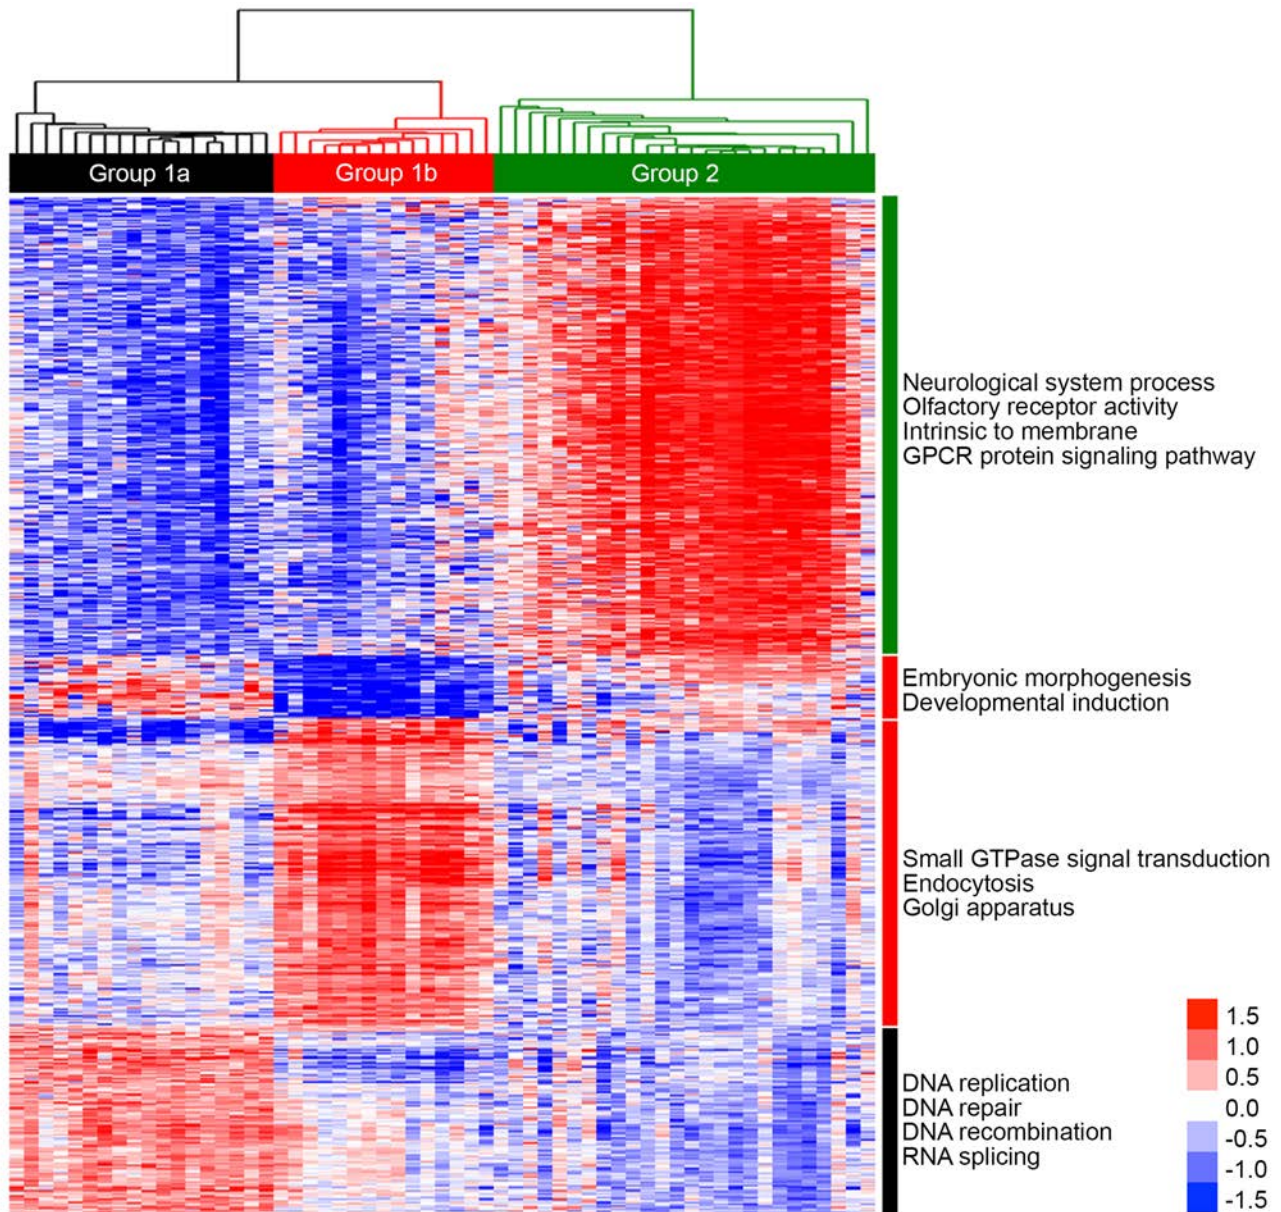 Group 1a
Group 1b
Group 2
Neurological system process
Olfactory receptor activity
Intrinsic to membrane
GPCR protein signaling pathway
Embryonic morphogenesis
Developmental induction
Small GTPase signal transduction
Endocytosis
Golgi apparatus
DNA replication
DNA repair
DNA recombination
RNA splicing
1.5
1.0
0.5
0.0
-0.5
-1.0
-1.5